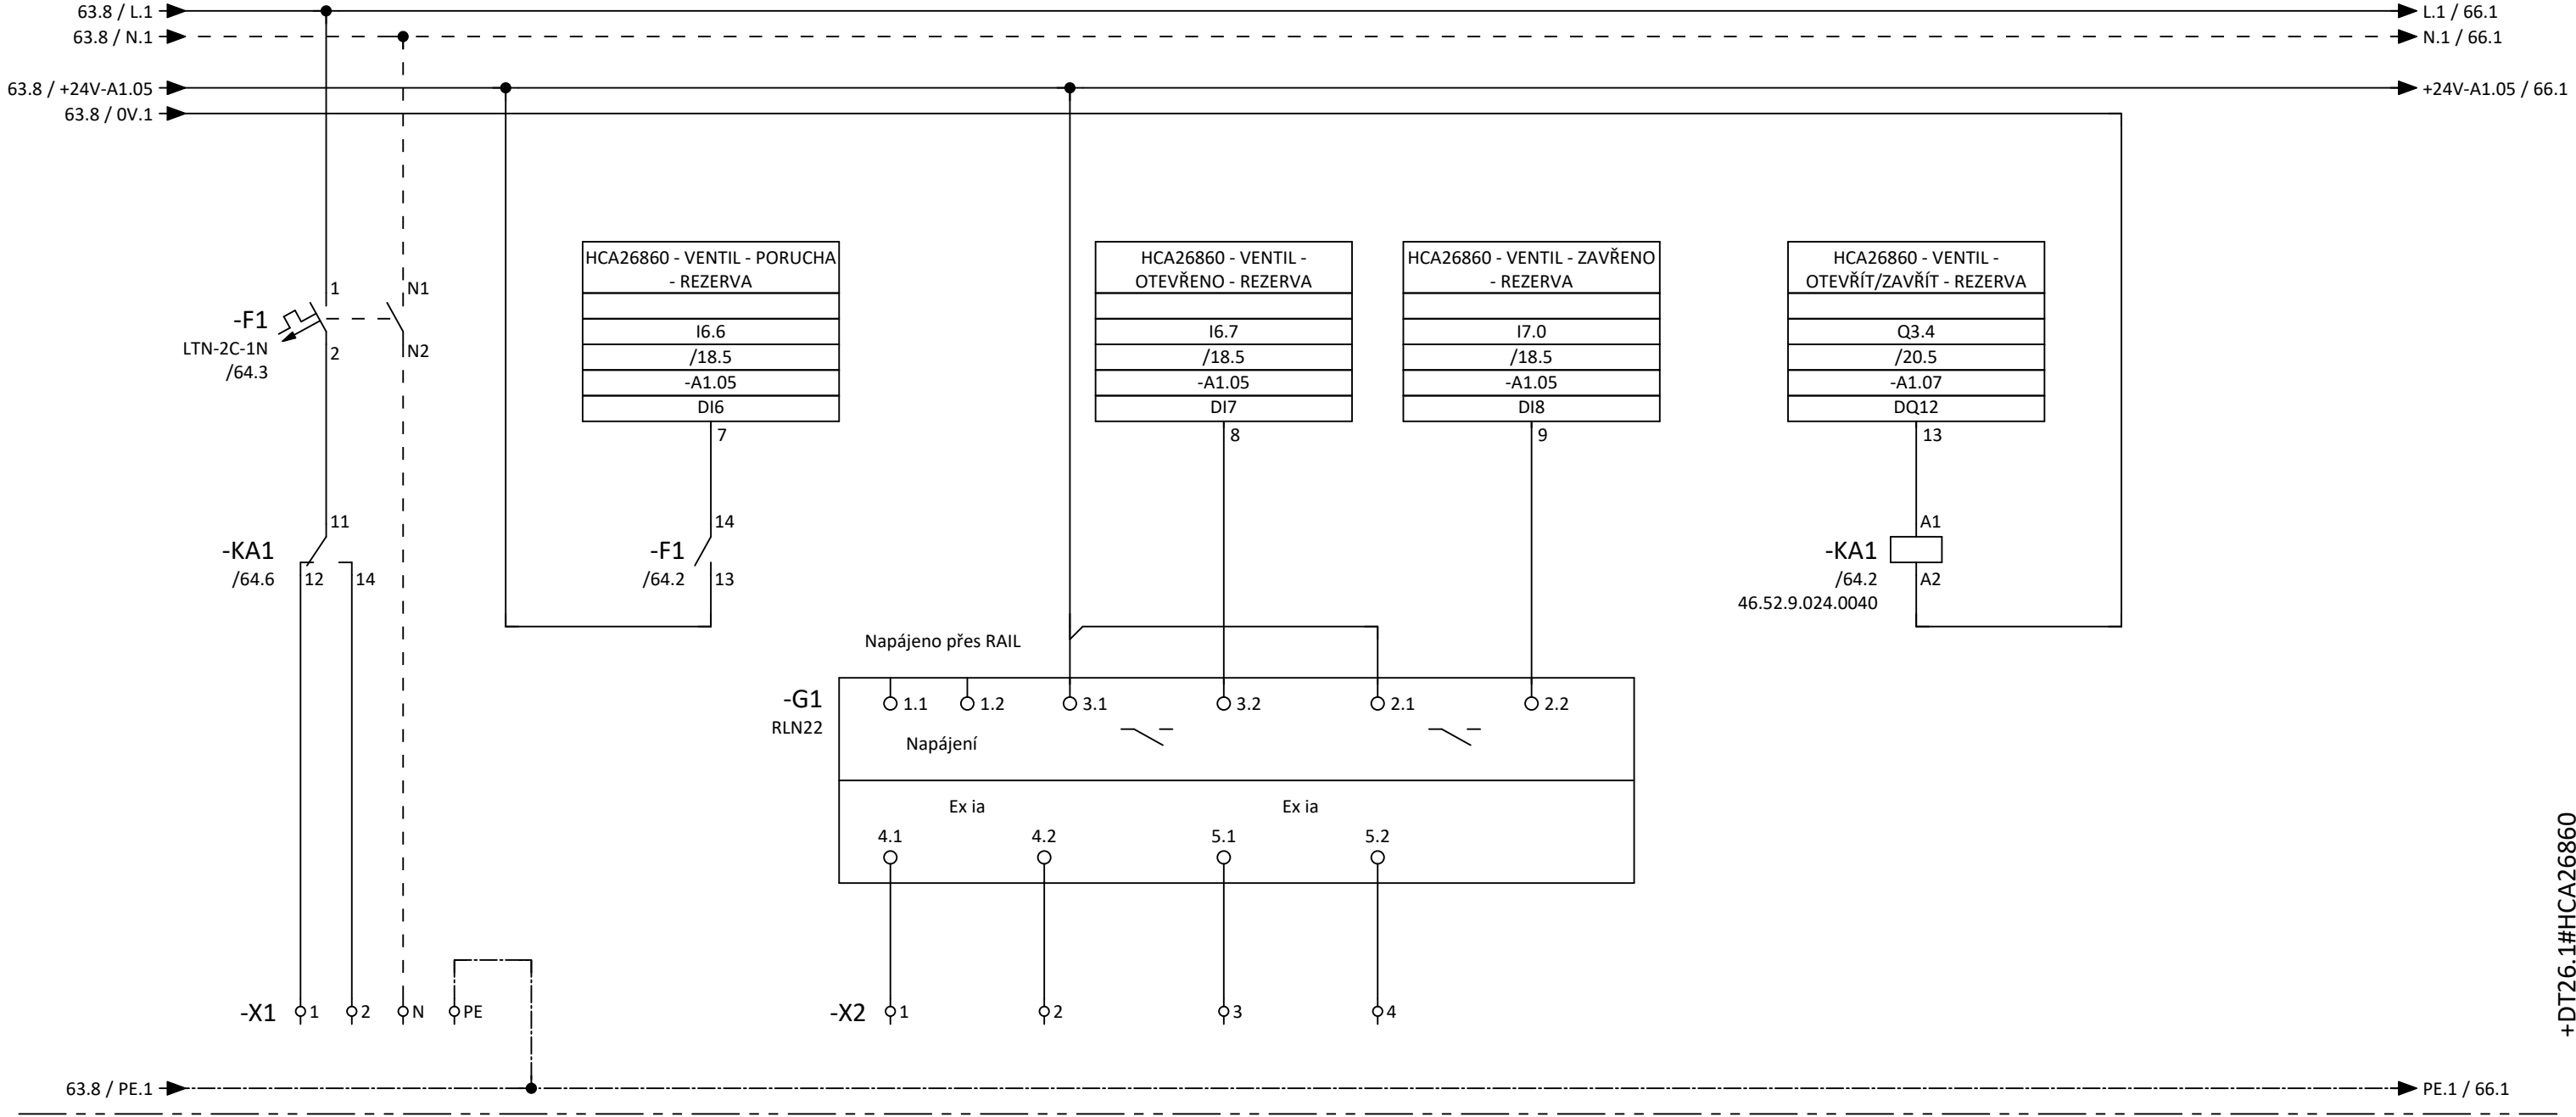 63.8 / L.1
L.1 / 66.1
63.8 / N.1
N.1 / 66.1
63.8 / +24V-A1.05
+24V-A1.05 / 66.1
63.8 / 0V.1
HCA26860 - VENTIL - PORUCHA
- REZERVA
I6.6
/18.5
-A1.05
DI6
7
HCA26860 - VENTIL -
OTEVŘENO - REZERVA
I6.7
/18.5
-A1.05
DI7
8
HCA26860 - VENTIL - ZAVŘENO
- REZERVA
I7.0
/18.5
-A1.05
DI8
9
HCA26860 - VENTIL -
OTEVŘÍT/ZAVŘÍT - REZERVA
Q3.4
/20.5
-A1.07
DQ12
13
1
N1
-F1
LTN-2C-1N
/64.3
2
N2
11
-KA1
/64.6
12
14
14
-F1
/64.2
13
A1
-KA1
/64.2
A2
46.52.9.024.0040
Napájeno přes RAIL
-G1
RLN22
1.1
1.2
3.1
3.2
2.1
2.2
Napájení
Ex ia
Ex ia
4.1
4.2
5.1
5.2
-X1
1
2
N
PE
-X2
1
2
3
4
+DT26.1#HCA26860
63.8 / PE.1
PE.1 / 66.1